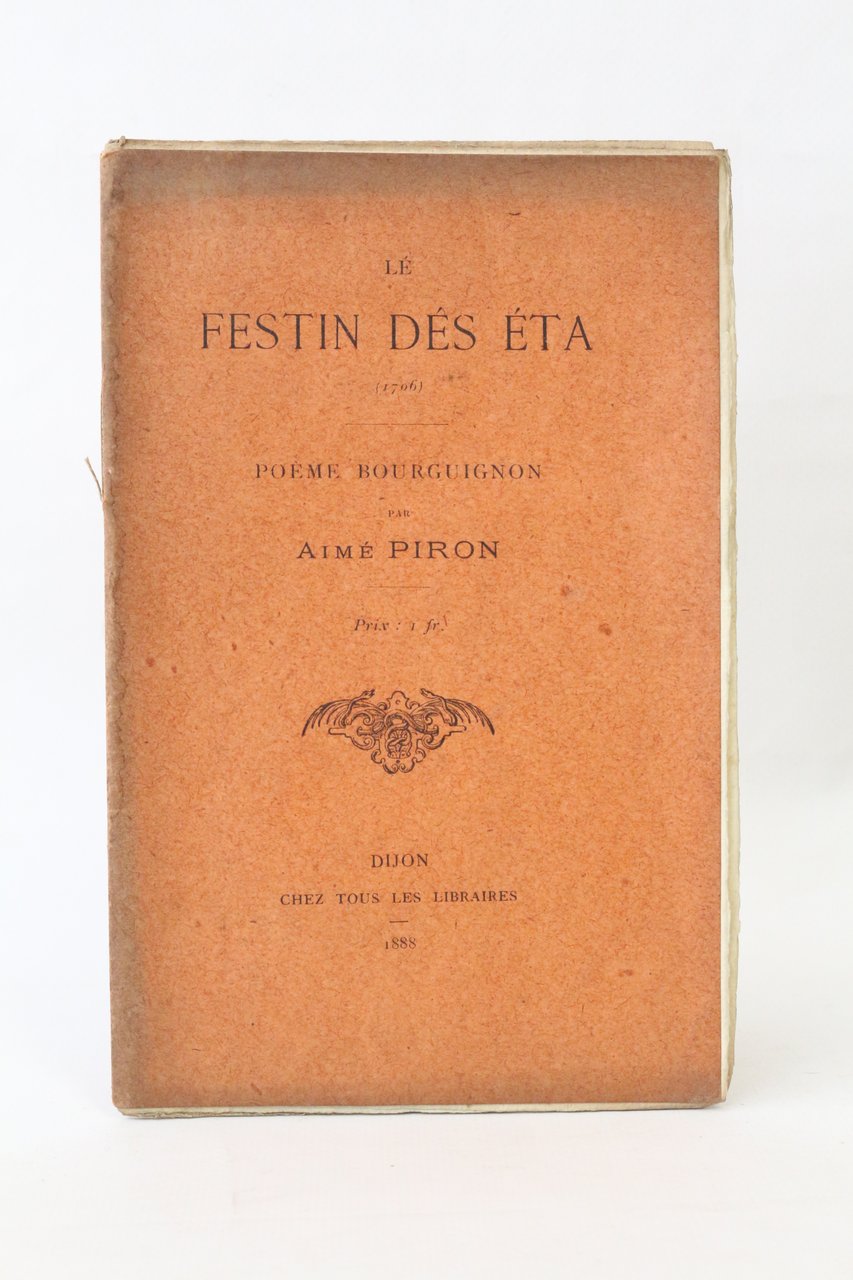 LÉ
FESTIN DÉS ÉTA
(1706)
POÈME BOURGUIGNON
PAR
AIMÉ PIRON
Prix : 1 fr.
DIJON
CHEZ TOUS LES LIBRAIRES
1888